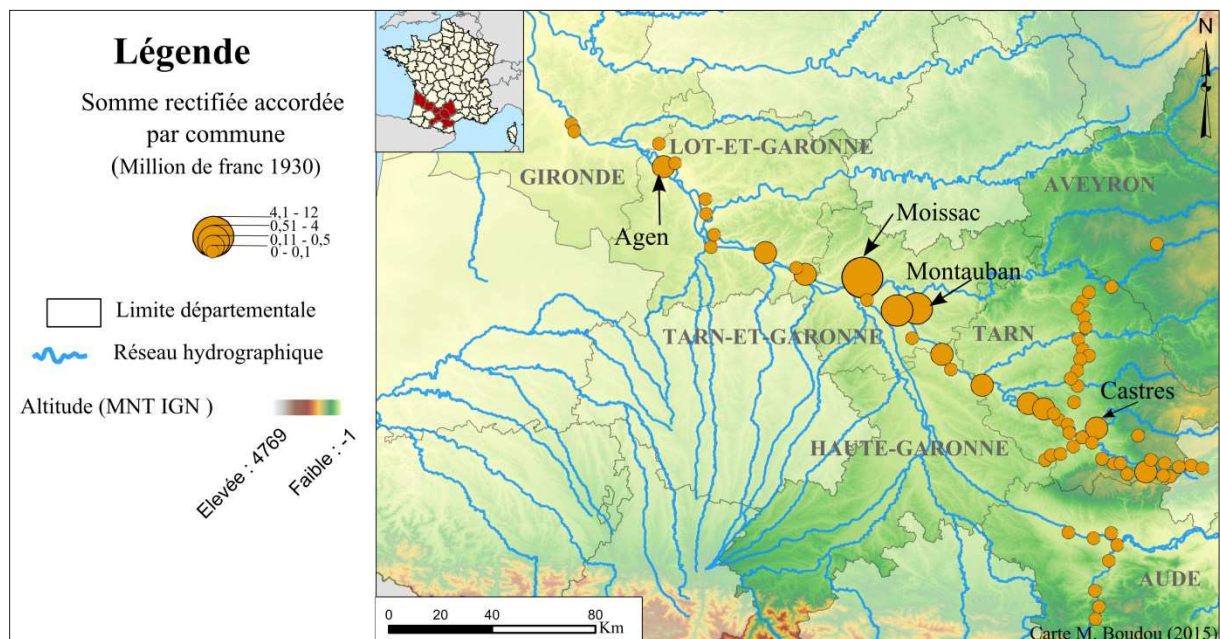 Légende
Somme rectifiée accordée
par commune
(Million de franc 1930)
4,1 - 12
0,51 - 4
0,11 - 0,5
0 - 0,1
Limite départementale
Réseau hydrographique
Altitude (MNT IGN )
Elevée : 4769
Faible : -1
N
LOT-ET-GARONNE
GIRONDE
AVEYRON
Moissac
Agen
Montauban
TARN-ET-GARONNE
TARN
Castres
HAUTE-GARONNE
AUDE
0 20 40 80
Km
Carte M. Boudou (2015)